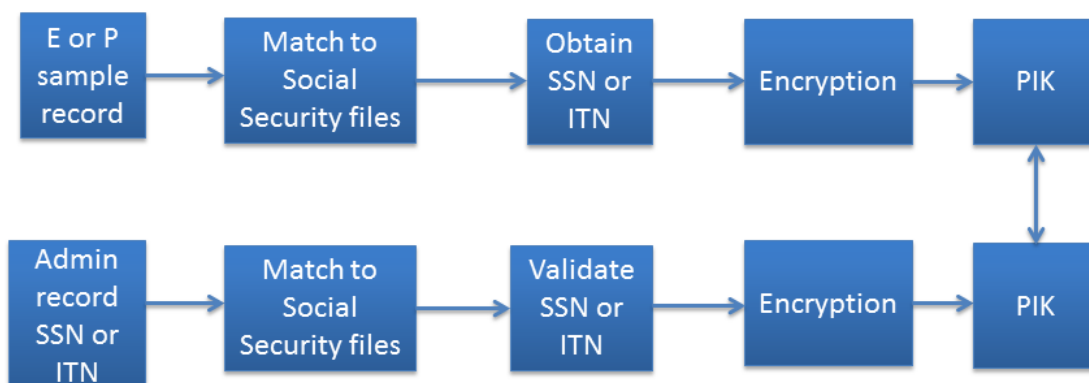 E or P
sample
record
Match to
Social
Security files
Obtain
SSN or
ITN
Encryption
PIK
Admin
record
SSN or
ITN
Match to
Social
Security files
Validate
SSN or
ITN
Encryption
PIK